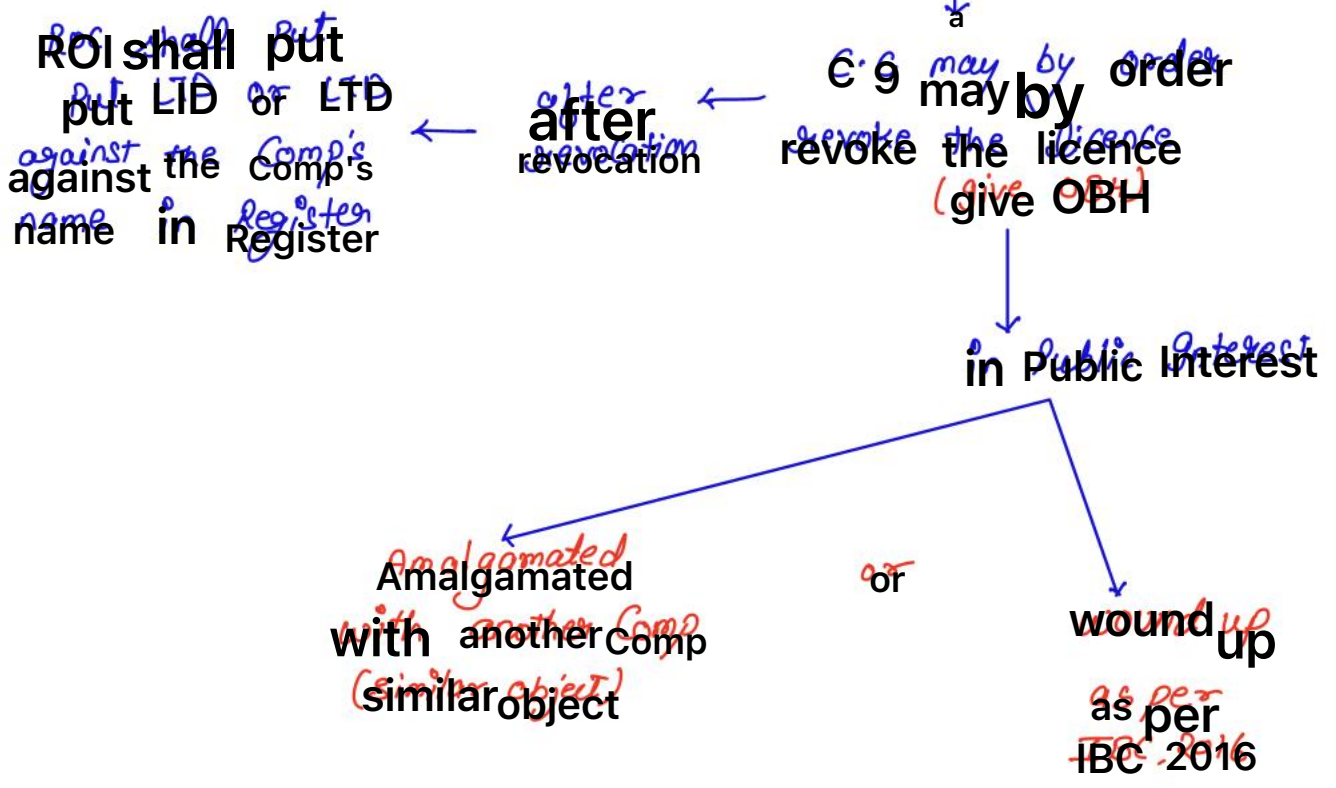 a
C g may by order
revoke the licence
give OBH
after
revocation
ROI shall put
put LID or LTD
against the Comp's
name in Register
in Public Interest
Amalgamated
with another Comp
similar object
or
wound up
as per
IBC 2016